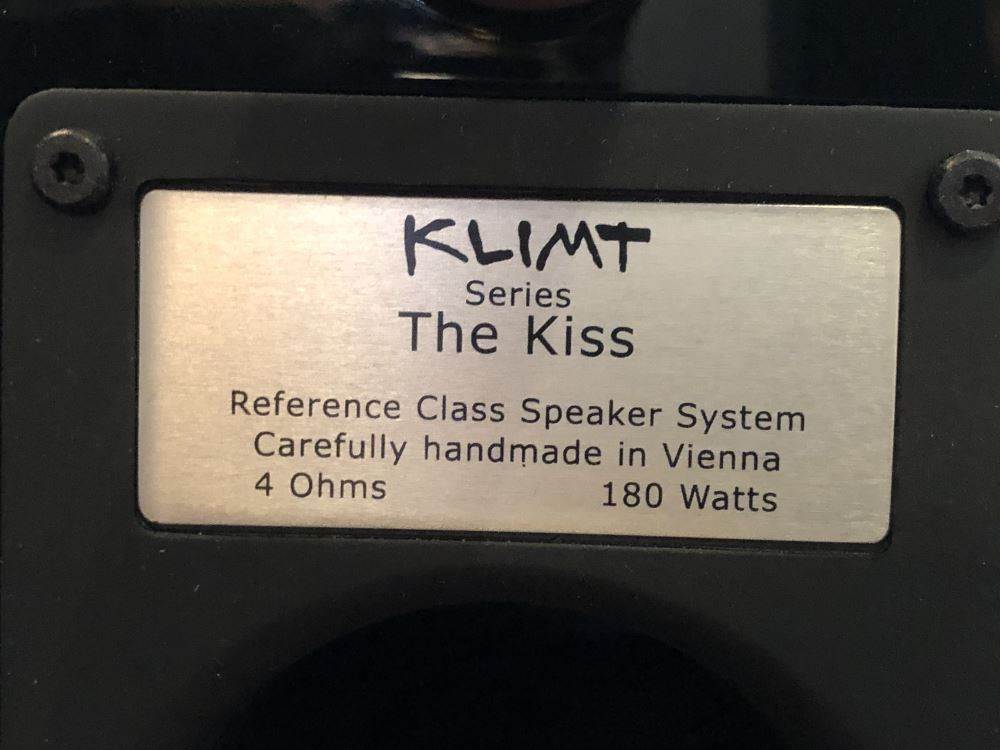 KLIMT
Series
The Kiss
Reference Class Speaker System
Carefully handmade in Vienna
4 Ohms 180 Watts